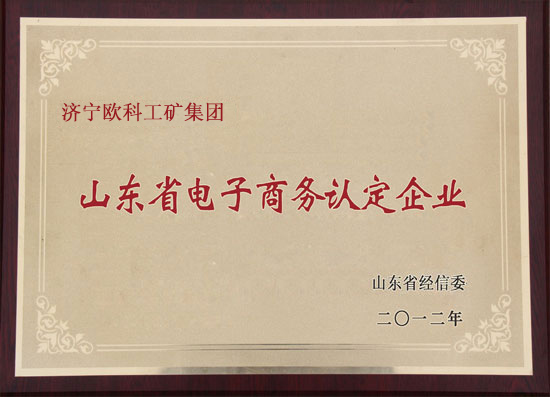 济宁欧科工矿集团
山东省电子商务认定企业
山东省经信委
二〇一二年